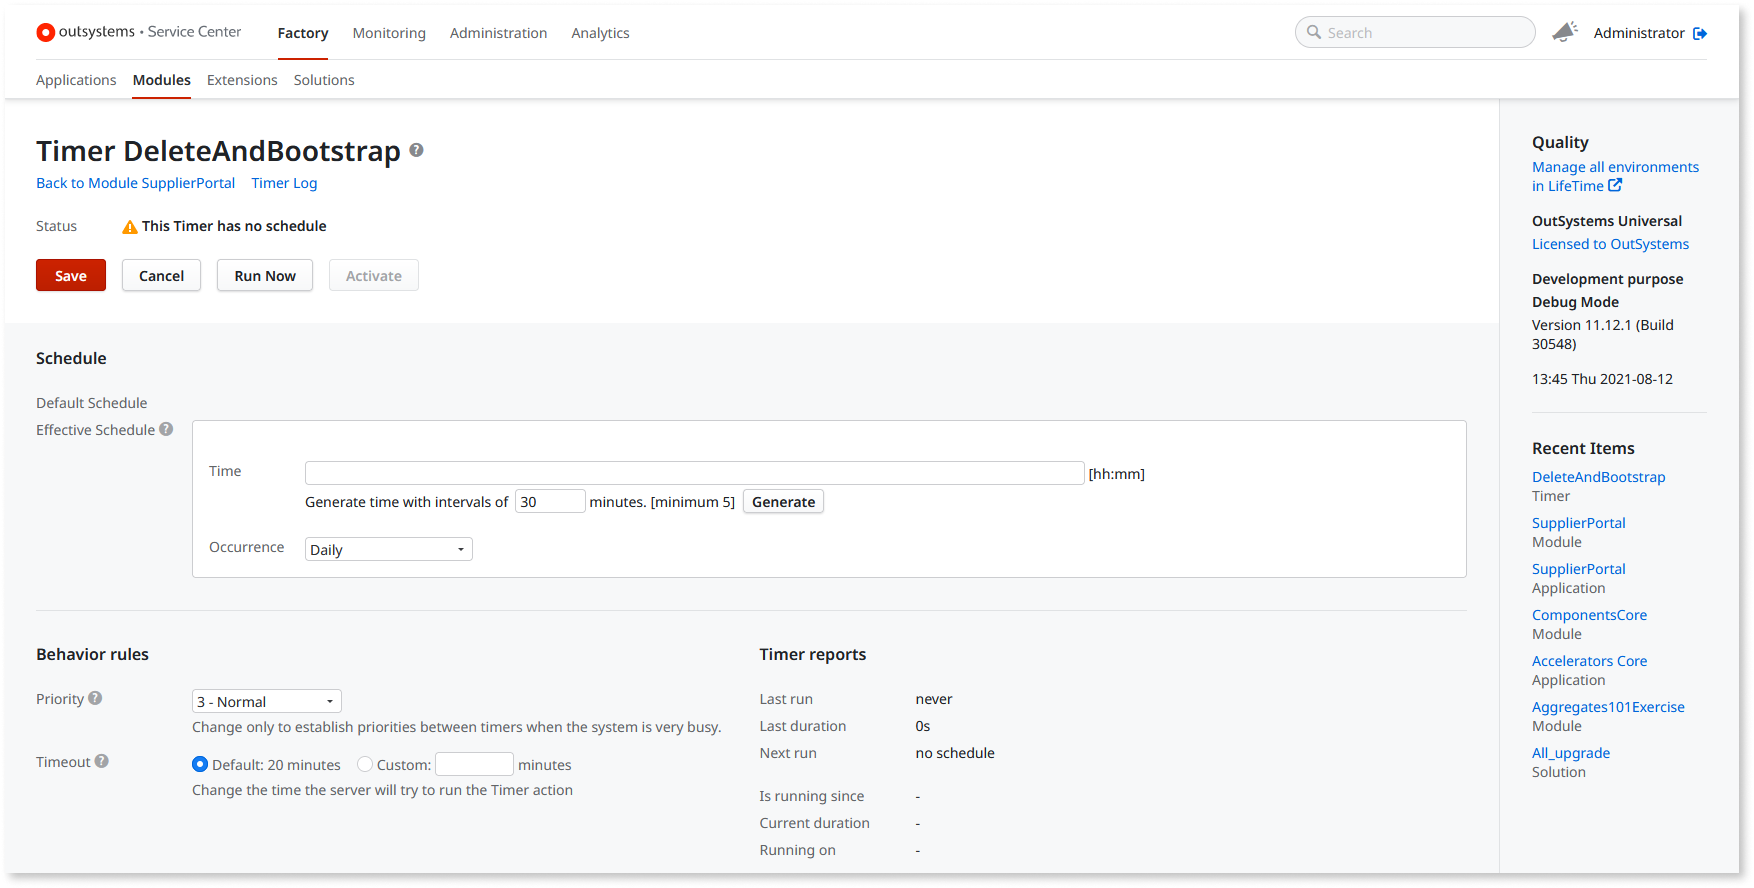 outsystems • Service Center
Factory
Monitoring
Administration
Analytics
Search
Administrator
Applications
Modules
Extensions
Solutions
Timer DeleteAndBootstrap ?
Back to Module SupplierPortal
Timer Log
Status
This Timer has no schedule
Save
Cancel
Run Now
Activate
Schedule
Default Schedule
Effective Schedule ?
Time
[hh:mm]
Generate time with intervals of 30 minutes. [minimum 5] Generate
Occurrence
Daily
Behavior rules
Priority ?
3 - Normal
Change only to establish priorities between timers when the system is very busy.
Timeout ?
Default: 20 minutes
Custom: minutes
Change the time the server will try to run the Timer action
Timer reports
Last run never
Last duration 0s
Next run no schedule
Is running since -
Current duration -
Running on -
Quality
Manage all environments
in LifeTime
OutSystems Universal
Licensed to OutSystems
Development purpose
Debug Mode
Version 11.12.1 (Build
30548)
13:45 Thu 2021-08-12
Recent Items
DeleteAndBootstrap
Timer
SupplierPortal
Module
SupplierPortal
Application
ComponentsCore
Module
Accelerators Core
Application
Aggregates101Exercise
Module
All_upgrade
Solution